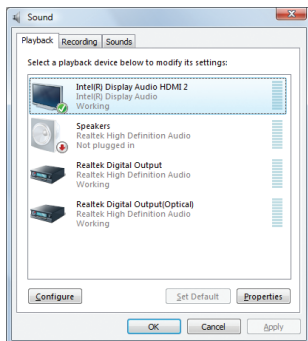 Sound
Playback Recording Sounds
Select a playback device below to modify its settings:
Intel(R) Display Audio HDMI 2
Intel(R) Display Audio
Working
Speakers
Realtek High Definition Audio
Not plugged in
Realtek Digital Output
Realtek High Definition Audio
Working
Realtek Digital Output(Optical)
Realtek High Definition Audio
Working
Configure Set Default Properties
OK Cancel Apply